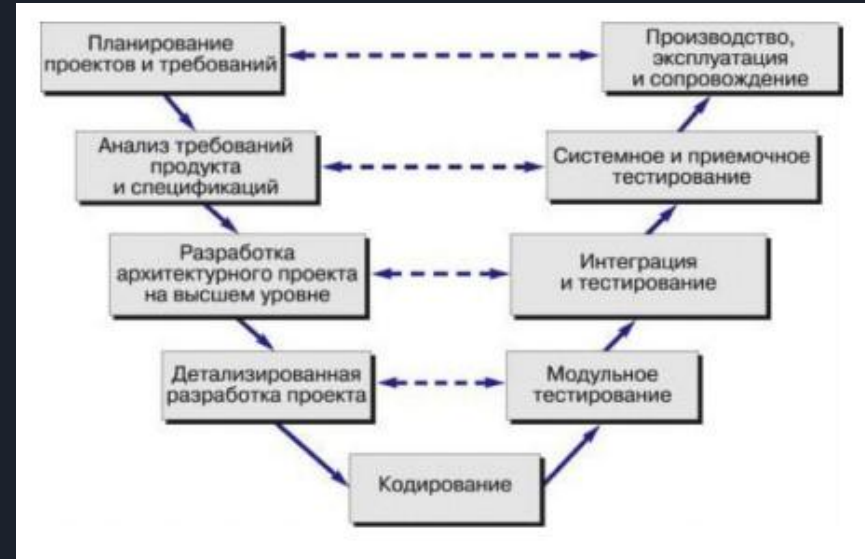 Планирование
проектов и требований
Производство,
эксплуатация
и сопровождение
Анализ требований
продукта
и спецификаций
Системное и приемочное
тестирование
Разработка
архитектурного проекта
на высшем уровне
Интеграция
и тестирование
Детализированная
разработка проекта
Модульное
тестирование
Кодирование